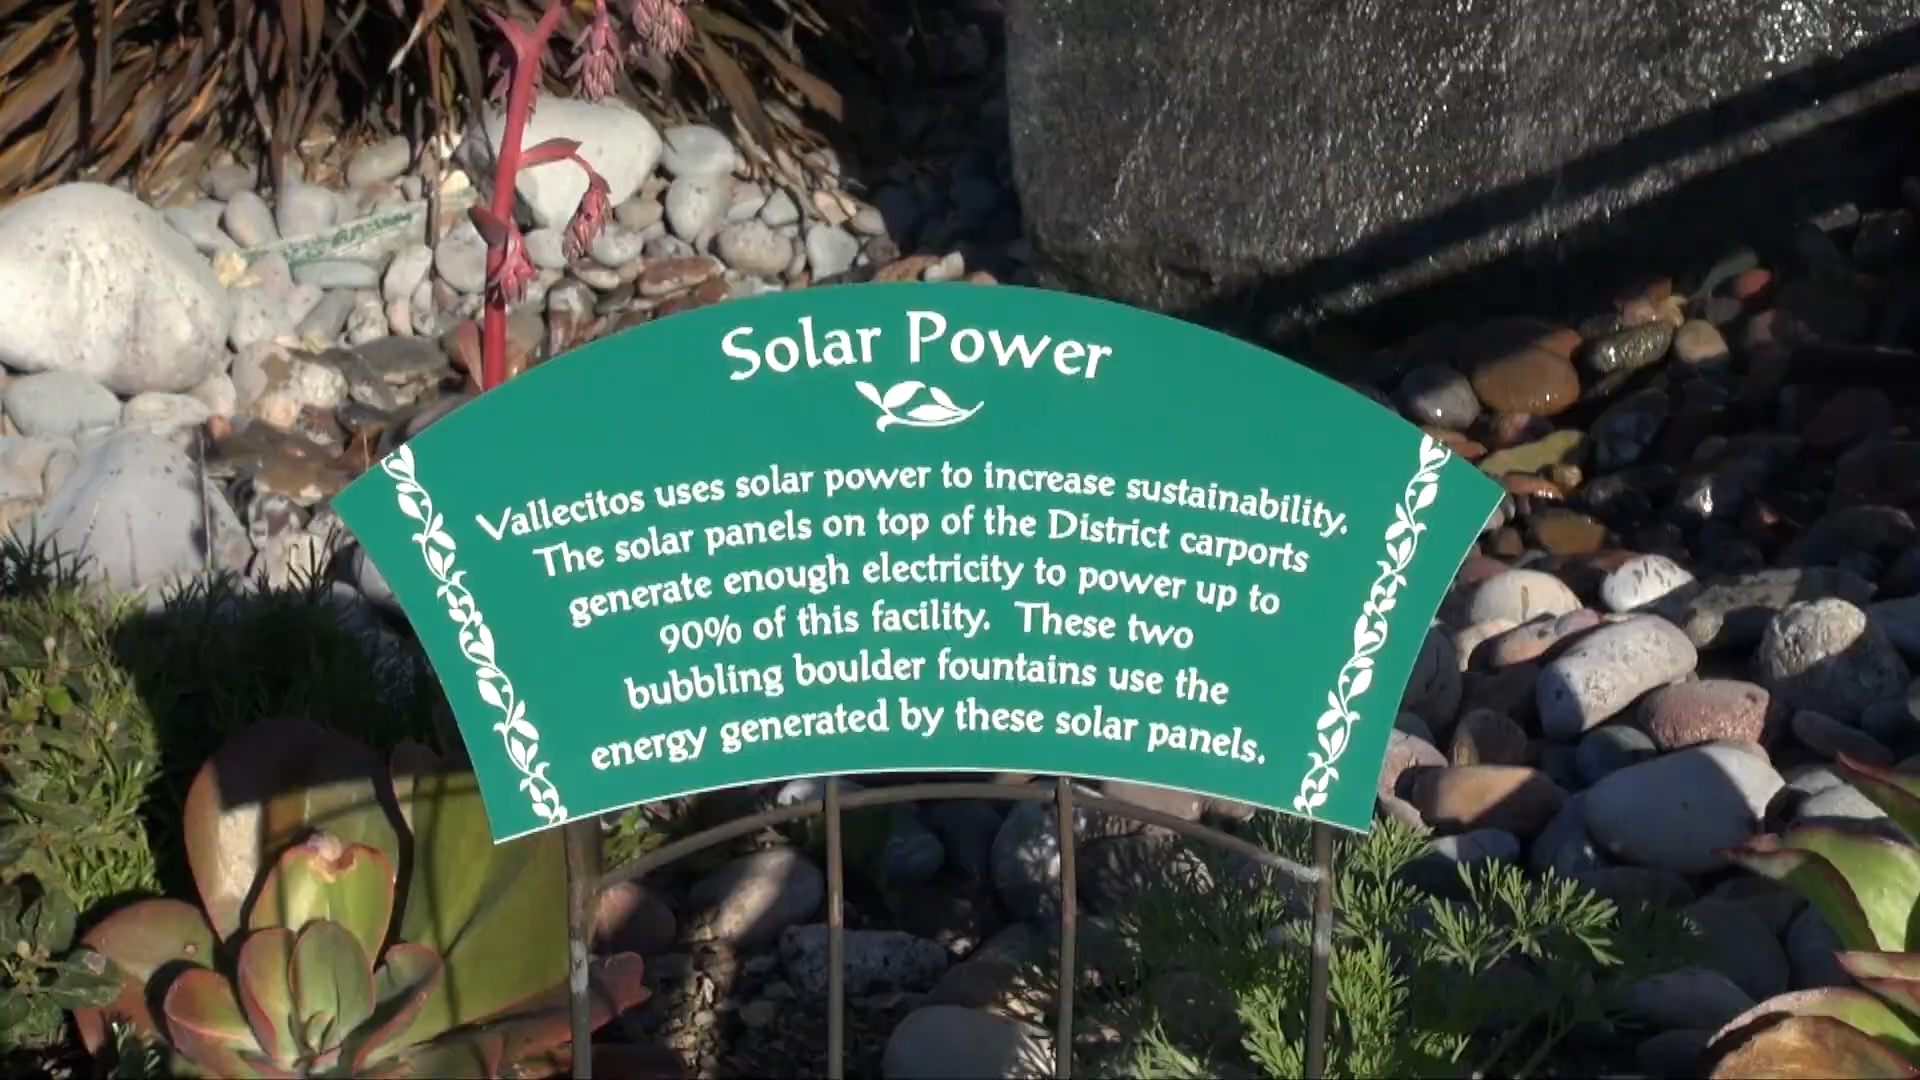 Solar Power
Vallecitos uses solar power to increase sustainability.
The solar panels on top of the District carports
generate enough electricity to power up to
90% of this facility. These two
bubbling boulder fountains use the
energy generated by these solar panels.